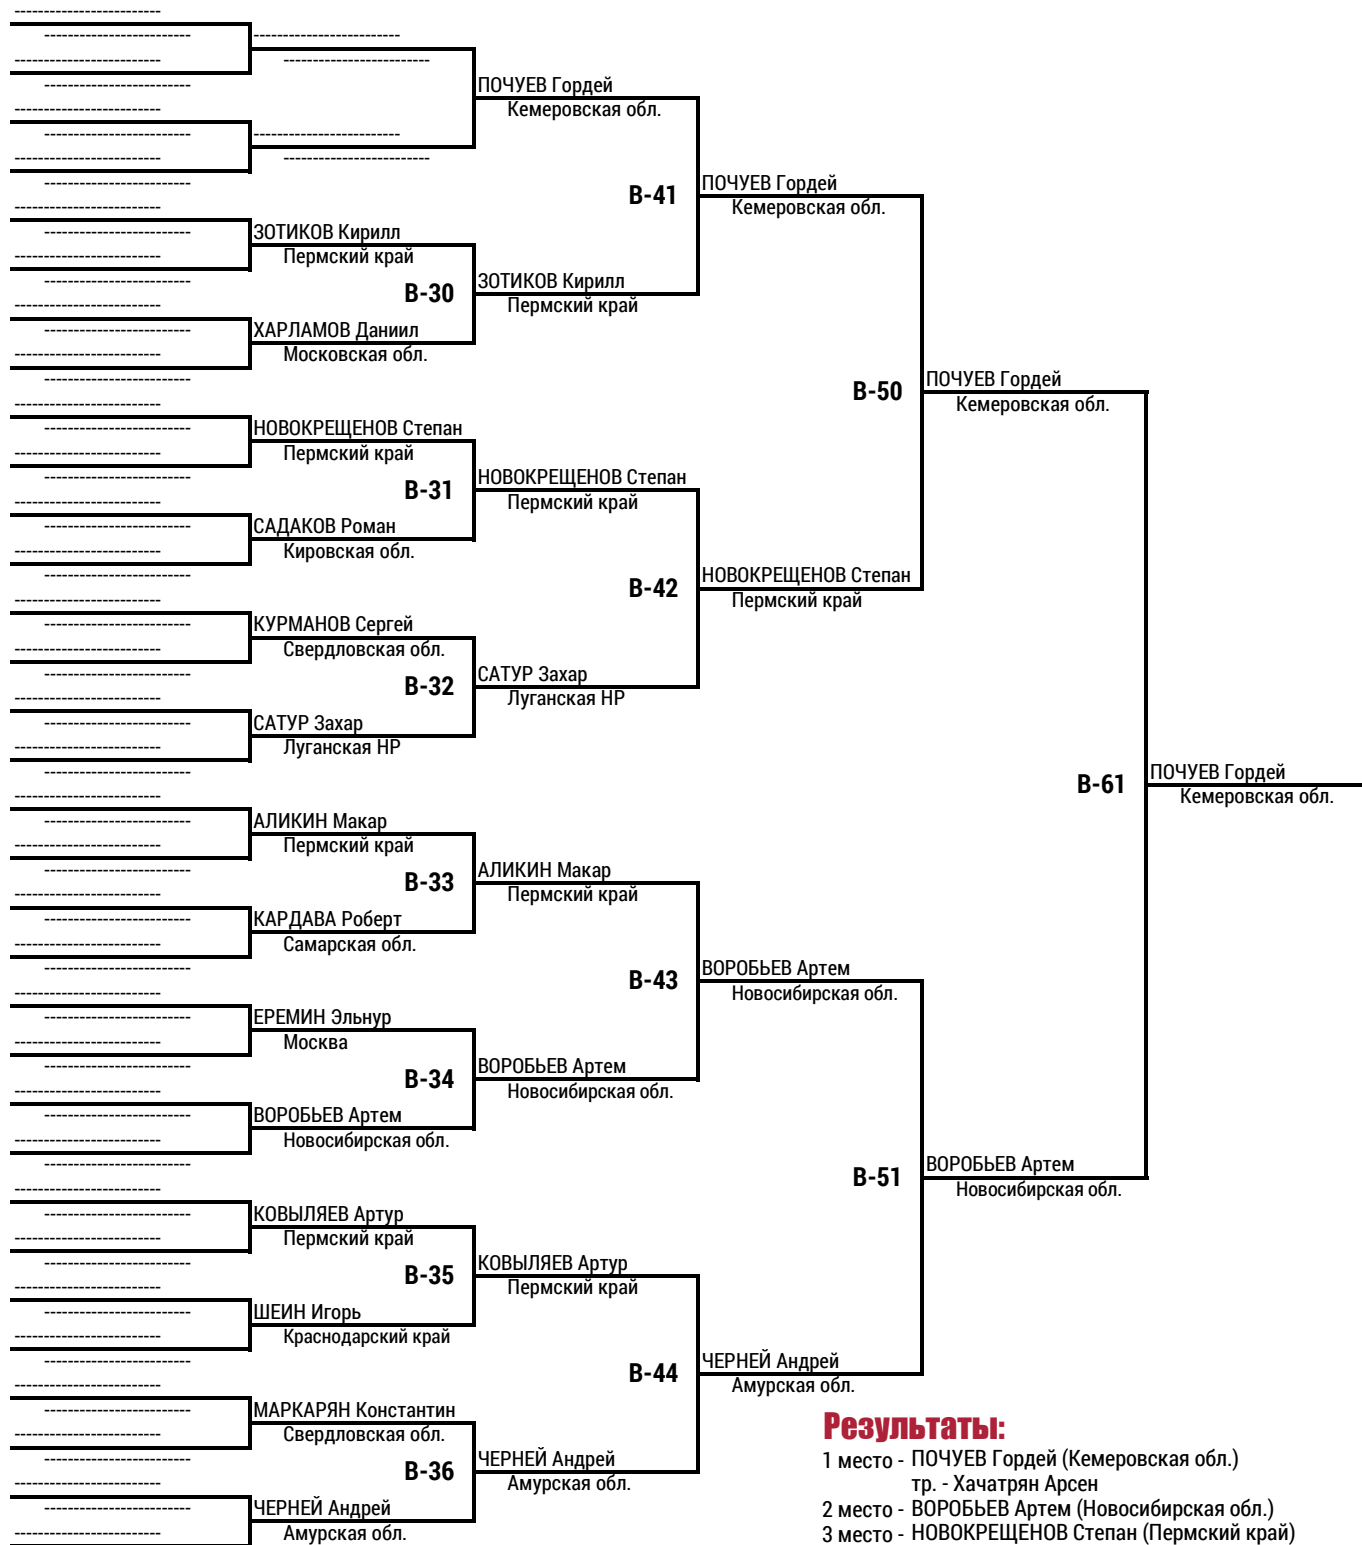 ПОЧУЕВ Гордей
Кемеровская обл.
B-41
ПОЧУЕВ Гордей
Кемеровская обл.
ЗОТИКОВ Кирилл
Пермский край
B-30
ЗОТИКОВ Кирилл
Пермский край
ХАРЛАМОВ Даниил
Московская обл.
B-50
ПОЧУЕВ Гордей
Кемеровская обл.
НОВОКРЕЩЕНОВ Степан
Пермский край
B-31
НОВОКРЕЩЕНОВ Степан
Пермский край
САДАКОВ Роман
Кировская обл.
B-42
НОВОКРЕЩЕНОВ Степан
Пермский край
КУРМАНОВ Сергей
Свердловская обл.
B-32
САТУР Захар
Луганская НР
САТУР Захар
Луганская НР
B-61
ПОЧУЕВ Гордей
Кемеровская обл.
АЛИКИН Макар
Пермский край
B-33
АЛИКИН Макар
Пермский край
КАРДАВА Роберт
Самарская обл.
B-43
ВОРОБЬЕВ Артем
Новосибирская обл.
ЕРЕМИН Эльнур
Москва
B-34
ВОРОБЬЕВ Артем
Новосибирская обл.
ВОРОБЬЕВ Артем
Новосибирская обл.
B-51
ВОРОБЬЕВ Артем
Новосибирская обл.
КОВЫЛЯЕВ Артур
Пермский край
B-35
КОВЫЛЯЕВ Артур
Пермский край
ШЕИН Игорь
Краснодарский край
B-44
ЧЕРНЕЙ Андрей
Амурская обл.
МАРКАРЯН Константин
Свердловская обл.
B-36
ЧЕРНЕЙ Андрей
Амурская обл.
ЧЕРНЕЙ Андрей
Амурская обл.
Результаты:
1 место - ПОЧУЕВ Гордей (Кемеровская обл.)
тр. - Хачатрян Арсен
2 место - ВОРОБЬЕВ Артем (Новосибирская обл.)
3 место - НОВОКРЕЩЕНОВ Степан (Пермский край)